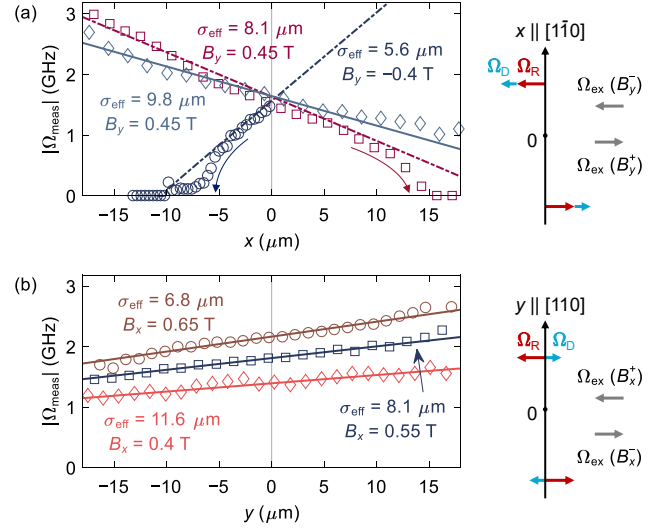 (a)
3
2
1
0
|Ω_meas| (GHz)
σ_eff = 8.1 μm
B_y = 0.45 T
5.6 μm
B_y = −0.4 T
σ_eff = 9.8 μm
B_y = 0.45 T
−15 −10 −5 0 5 10 15
x (μm)
x || [11̄0]
Ω_D Ω_R
Ω_ex (B_y^−)
0
Ω_ex (B_y^+)
(b)
3
2
1
0
|Ω_meas| (GHz)
σ_eff = 6.8 μm
B_x = 0.65 T
σ_eff = 11.6 μm
B_x = 0.4 T
σ_eff = 8.1 μm
B_x = 0.55 T
−15 −10 −5 0 5 10 15
y (μm)
y || [110]
Ω_R Ω_D
Ω_ex (B_x^+)
0
Ω_ex (B_x^−)